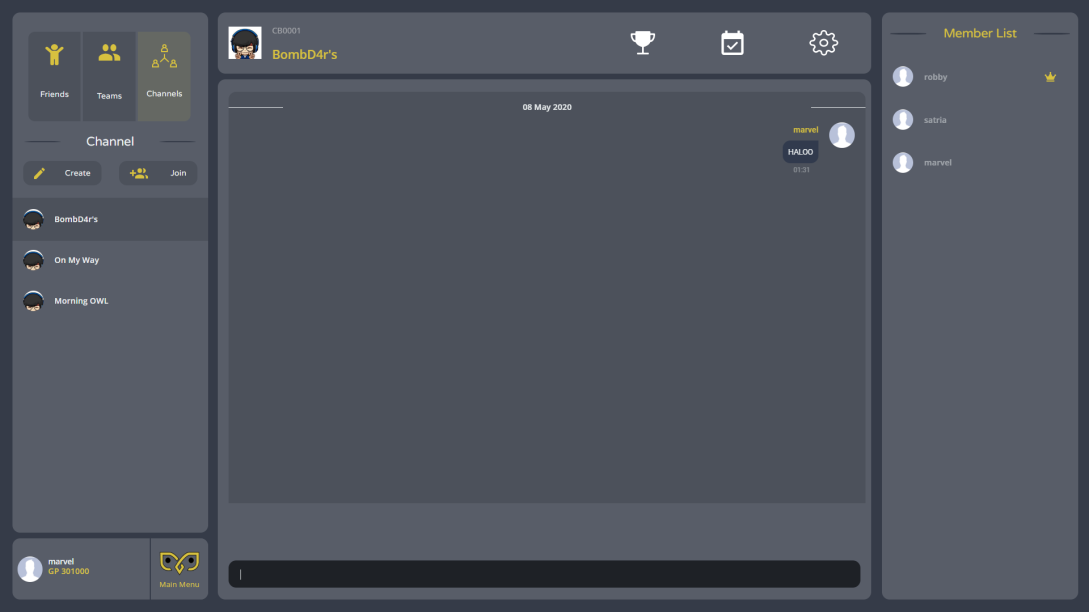 Friends
Teams
Channels
Channel
Create
Join
BombD4r's
On My Way
Morning OWL
marvel
GP 301000
Main Menu
CB0001
BombD4r's
08 May 2020
marvel
HALOO
01:31
Member List
robby
satria
marvel